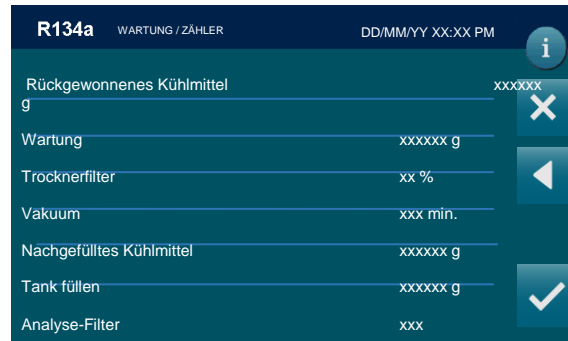 R134a WARTUNG / ZÄHLER DD/MM/YY XX:XX PM
i
Rückgewonnenes Kühlmittel xxxxxx
g
Wartung xxxxxx g
Trocknerfilter xx %
Vakuum xxx min.
Nachgefülltes Kühlmittel xxxxxx g
Tank füllen xxxxxx g
Analyse-Filter xxx